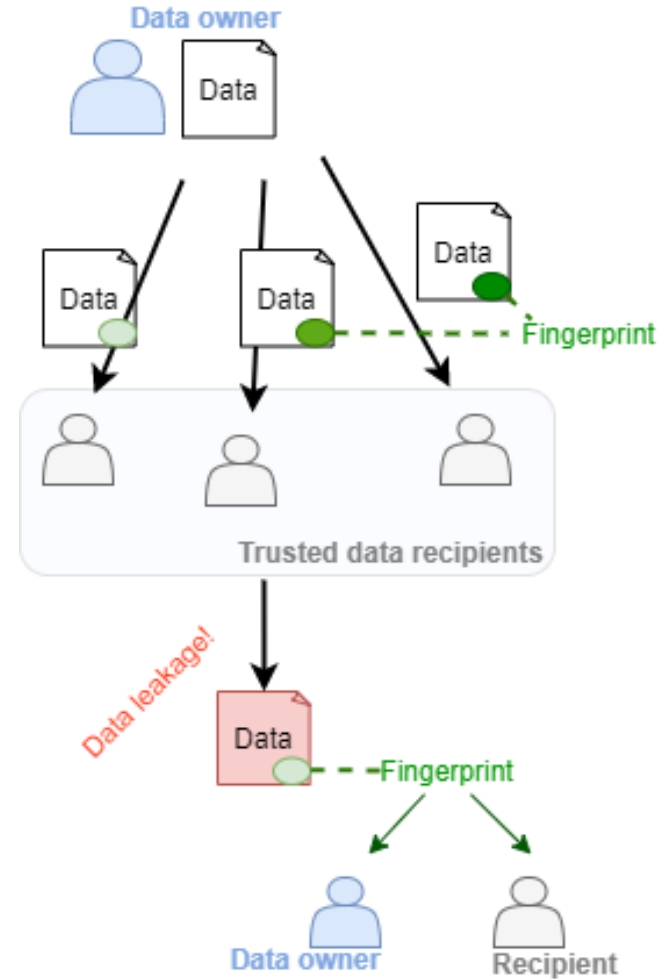 Data owner
Data
Data
Data
Data
Fingerprint
Trusted data recipients
Data leakage!
Data
Fingerprint
Data owner
Recipient